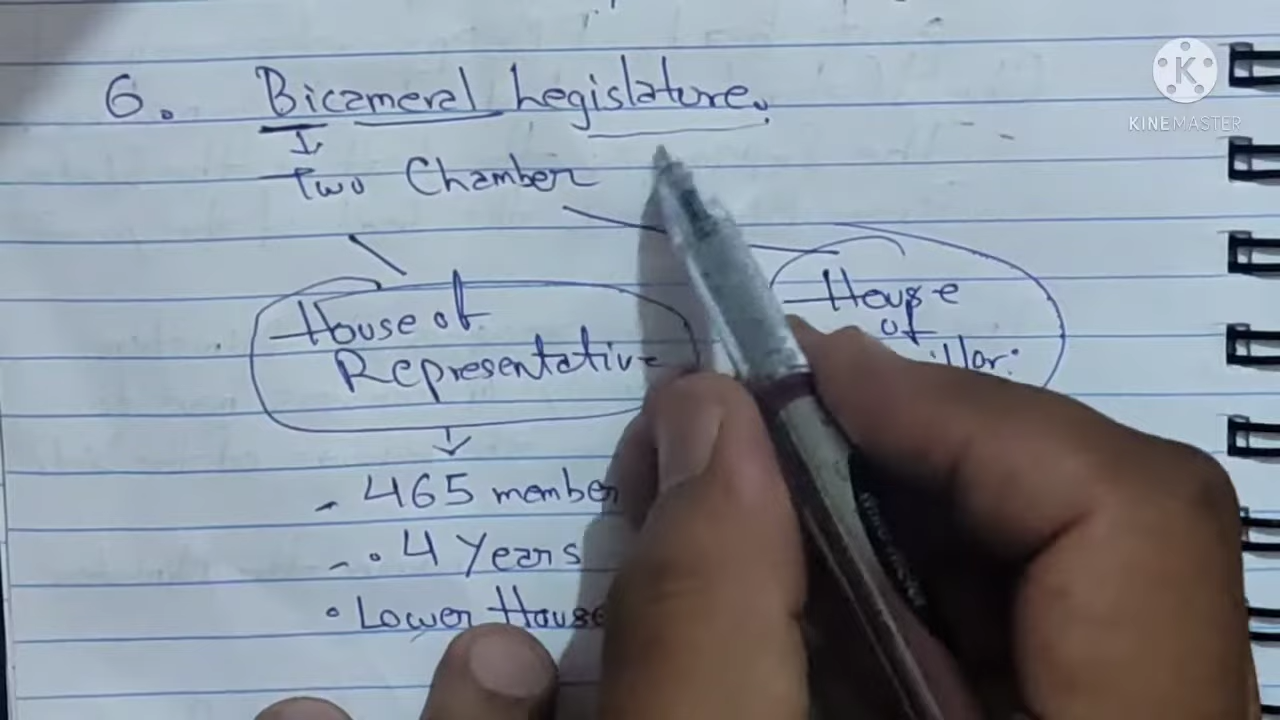 6. Bicameral Legislature.
Two Chamber
House of
Representative
House
of
465 member
4 Years
Lower House
K
KINEMASTER